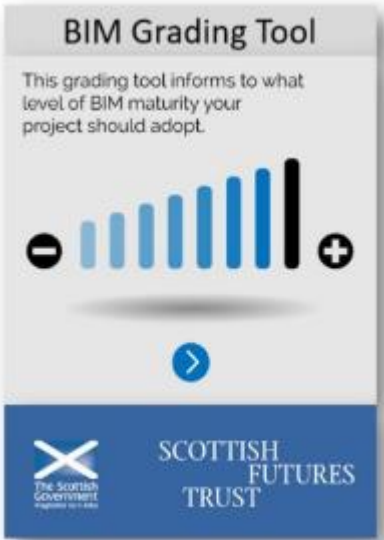 BIM Grading Tool
This grading tool informs to what
level of BIM maturity your
project should adopt.
The Scottish
Government
SCOTTISH
FUTURES
TRUST